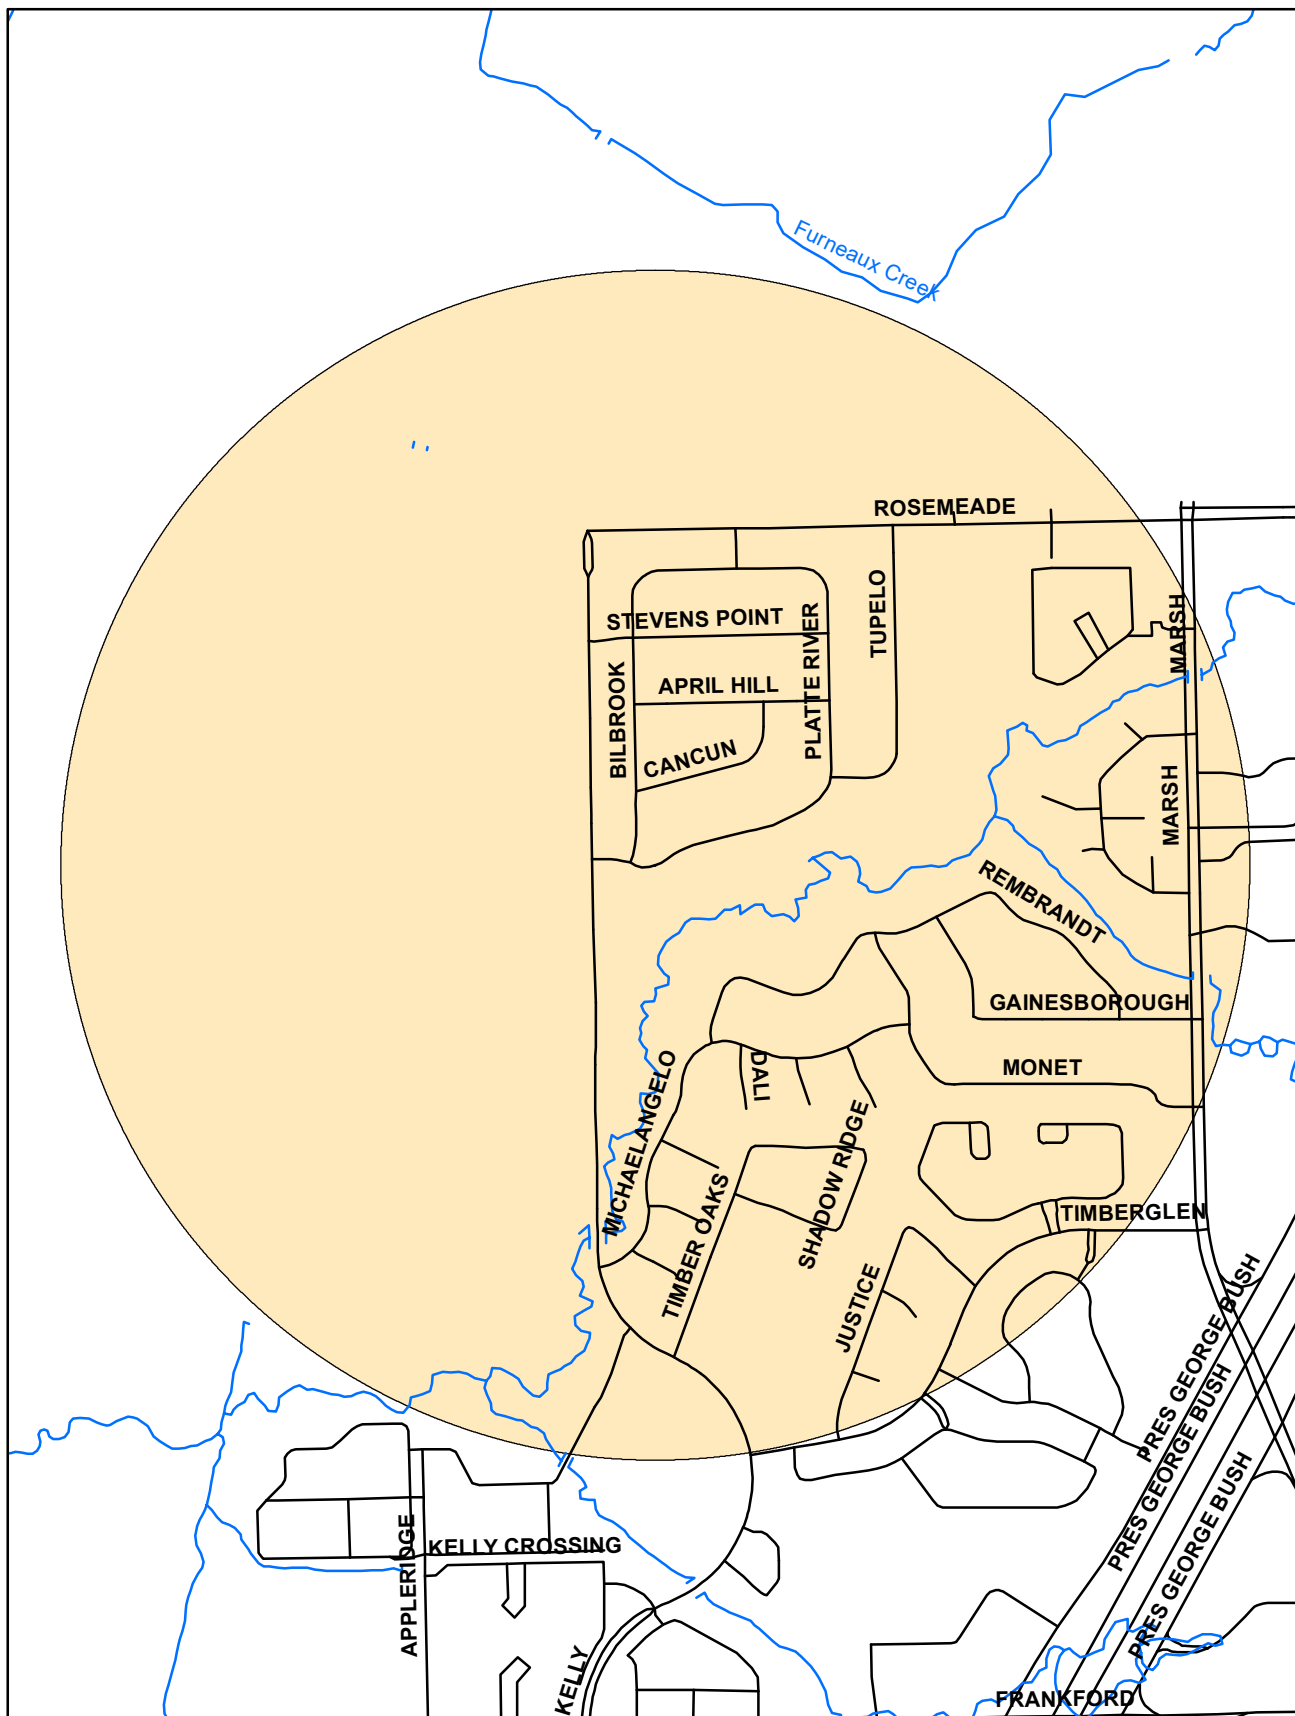 Furneaux Creek
ROSEMEADE
STEVENS POINT
PLATTE RIVER
TUPELO
MARSH
BILBROOK
APRIL HILL
CANCUN
MARSH
REMBRANDT
GAINESBOROUGH
MONET
DALI
MICHAELANGELO
SHADOW RIDGE
TIMBER OAKS
TIMBERGLEN
JUSTICE
PRES GEORGE BUSH
PRES GEORGE BUSH
PRES GEORGE BUSH
KELLY CROSSING
APPLERIDGE
KELLY
FRANKFORD